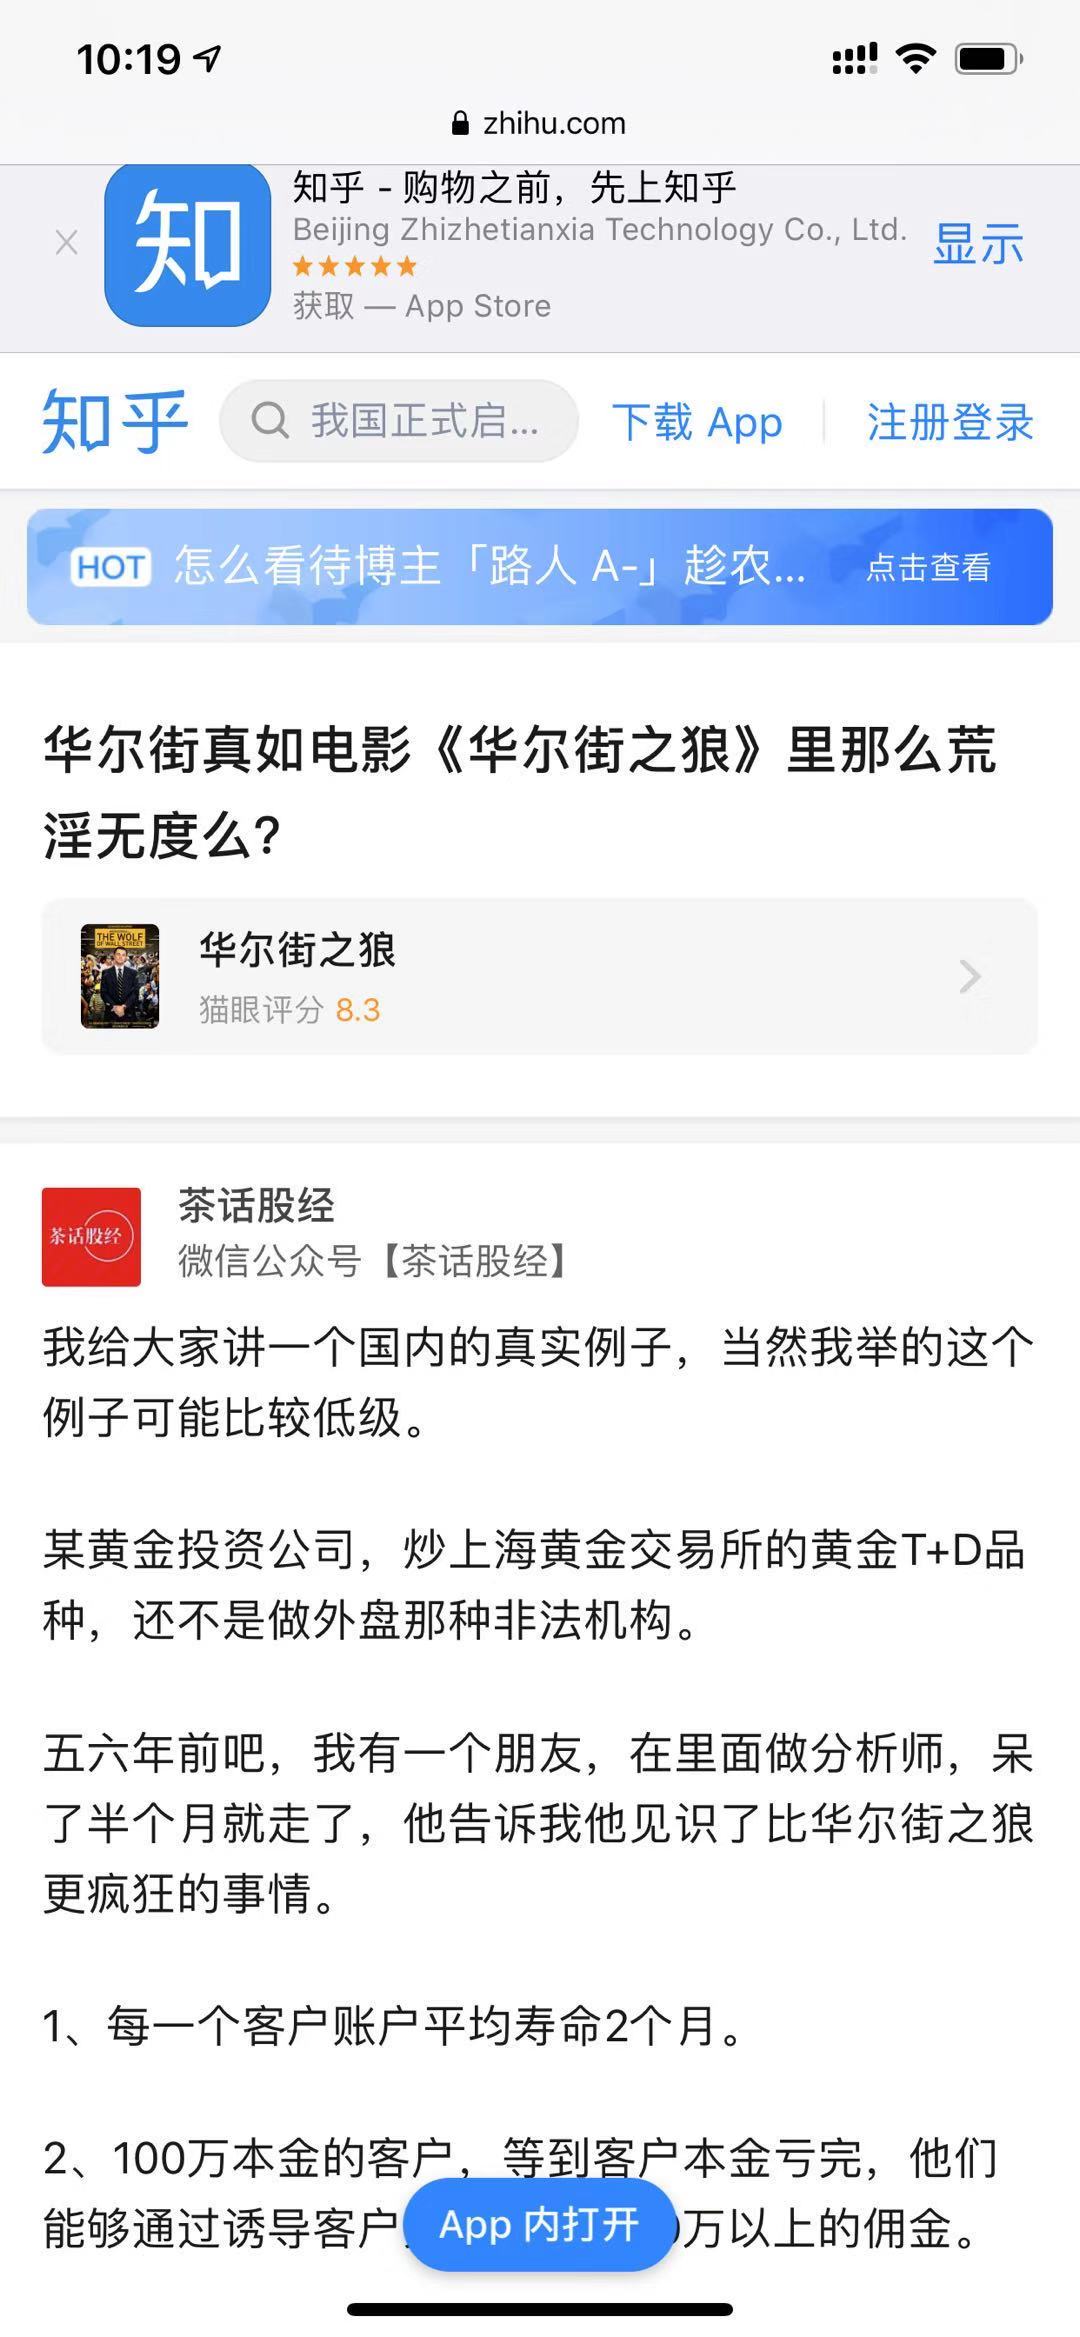 10:19
zhihu.com
知乎 - 购物之前，先上知乎
Beijing Zhizhetianxia Technology Co., Ltd.
获取 — App Store
显示
知
知乎
我国正式启...
下载 App
注册登录
HOT 怎么看待博主「路人 A-」趁农... 点击查看
华尔街真如电影《华尔街之狼》里那么荒
淫无度么？
THE WOLF
OF WALL STREET
华尔街之狼
猫眼评分 8.3
茶话股经
茶话股经
微信公众号【茶话股经】
我给大家讲一个国内的真实例子，当然我举的这个
例子可能比较低级。
某黄金投资公司，炒上海黄金交易所的黄金T+D品
种，还不是做外盘那种非法机构。
五六年前吧，我有一个朋友，在里面做分析师，呆
了半个月就走了，他告诉我他见识了比华尔街之狼
更疯狂的事情。
1、每一个客户账户平均寿命2个月。
2、100万本金的客户，等到客户本金亏完，他们
能够通过诱导客户
App 内打开
万以上的佣金。